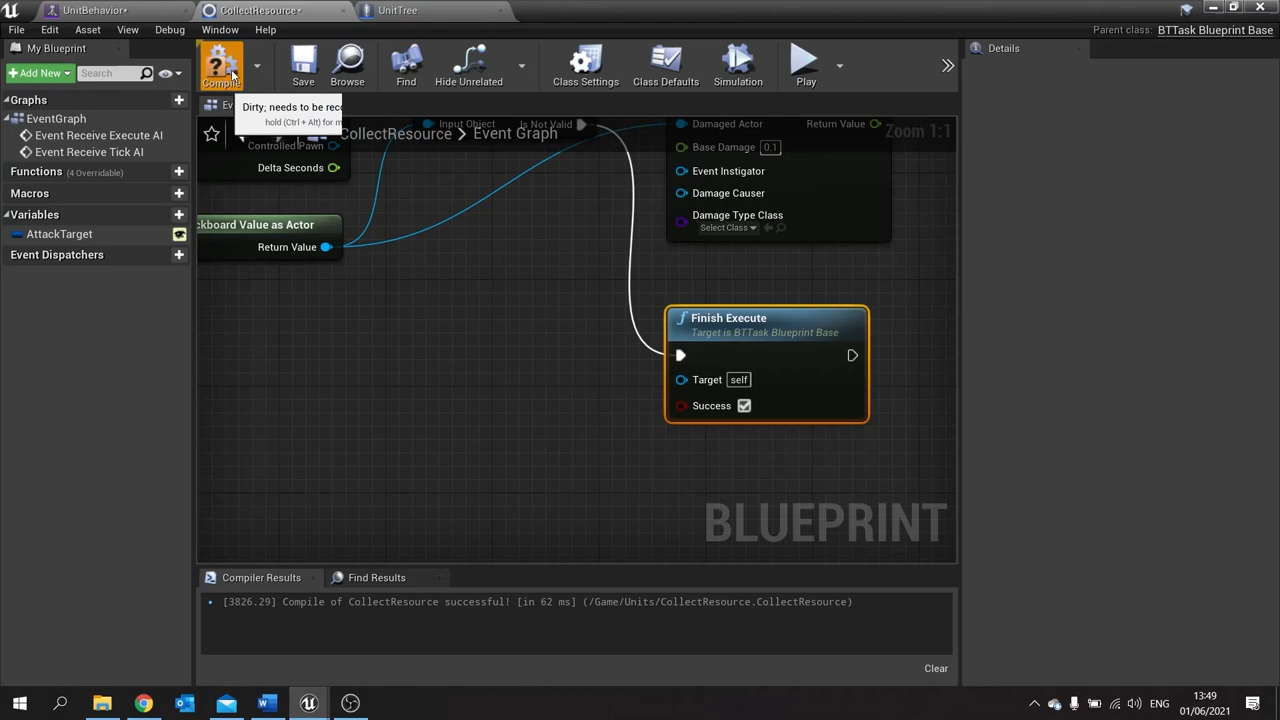 UnitBehavior*
CollectResource*
UnitTree
File Edit Asset View Debug Window Help
Parent class: BTTask Blueprint Base
My Blueprint
Add New
Search
Compile
Save
Browse
Find
Hide Unrelated
Class Settings
Class Defaults
Simulation
Play
Details
Graphs
EventGraph
Event Receive Execute AI
Event Receive Tick AI
Functions (4 Overridable)
Macros
Variables
AttackTarget
Event Dispatchers
Ev
Dirty; needs to be
hold (Ctrl + Alt) for m
CollectResource > Event Graph
Zoom 1:1
Controlled Pawn
Delta Seconds
ckboard Value as Actor
Return Value
Input Object
Is Not Valid
Damaged Actor
Return Value
Base Damage 0.1
Event Instigator
Damage Causer
Damage Type Class
Select Class
Finish Execute
Target is BTTask Blueprint Base
Target self
Success
BLUEPRINT
Compiler Results
Find Results
[3826.29] Compile of CollectResource successful! [in 62 ms] (/Game/Units/CollectResource.CollectResource)
Clear
ENG
13:49
01/06/2021